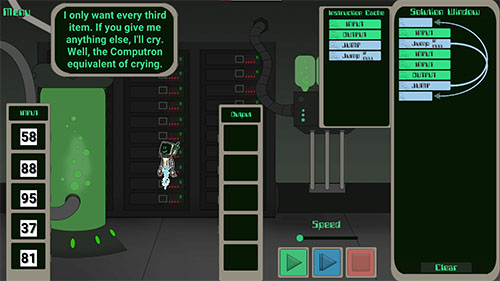 Menu
I only want every third
item. If you give me
anything else, I'll cry.
Well, the Computron
equivalent of crying.
Input
58
88
95
37
81
Output
Speed
Instruction Cache
INPUT
OUTPUT
JUMP
Solution Window
INPUT
INPUT
INPUT
OUTPUT
JUMP
Clear